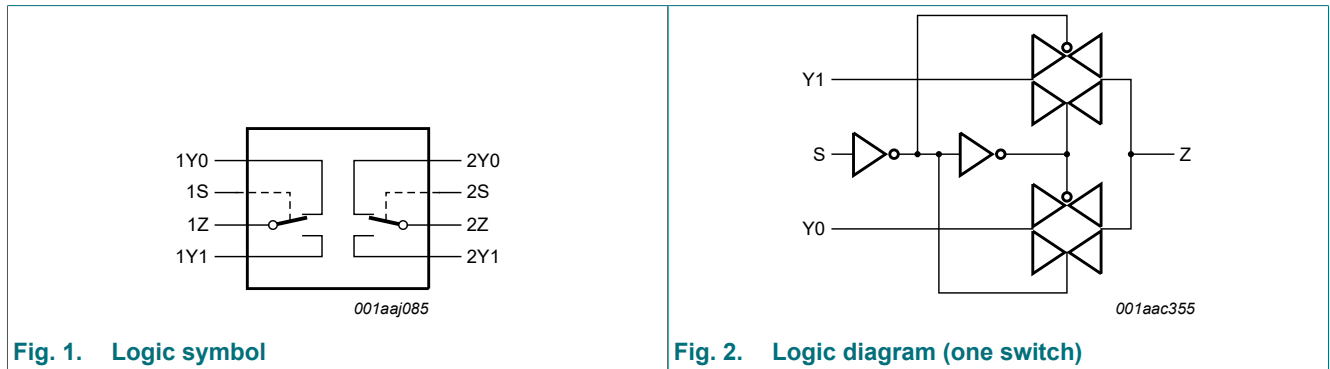 1Y0
1S
1Z
1Y1
2Y0
2S
2Z
2Y1
001aaj085
Fig. 1. Logic symbol
Y1
S
Z
Y0
001aac355
Fig. 2. Logic diagram (one switch)